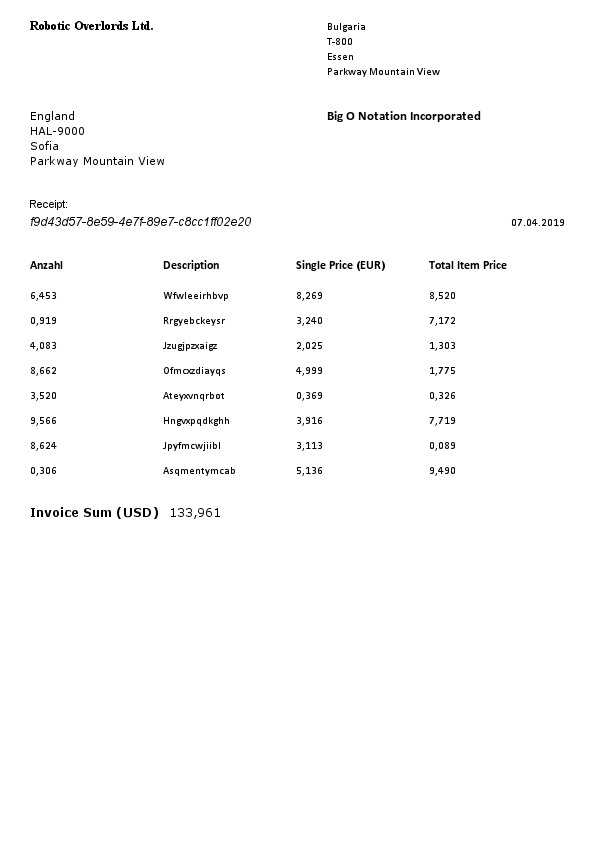 Robotic Overlords Ltd.
Bulgaria
T-800
Essen
Parkway Mountain View
England
HAL-9000
Sofia
Parkway Mountain View
Big O Notation Incorporated
Receipt:
f9d43d57-8e59-4e7f-89e7-c8cc1ff02e20
07.04.2019
Anzahl Description Single Price (EUR) Total Item Price
6,453 Wfwleeirhbvp 8,269 8,520
0,919 Rrgyebckeysr 3,240 7,172
4,083 Jzugjpzxaigz 2,025 1,303
8,662 Ofmcxzdiayqs 4,999 1,775
3,520 Ateyxvnqrbot 0,369 0,326
9,566 Hngvxpqdkghh 3,916 7,719
8,624 Jpyfmcwjiibl 3,113 0,089
0,306 Asqmentymcab 5,136 9,490
Invoice Sum (USD) 133,961